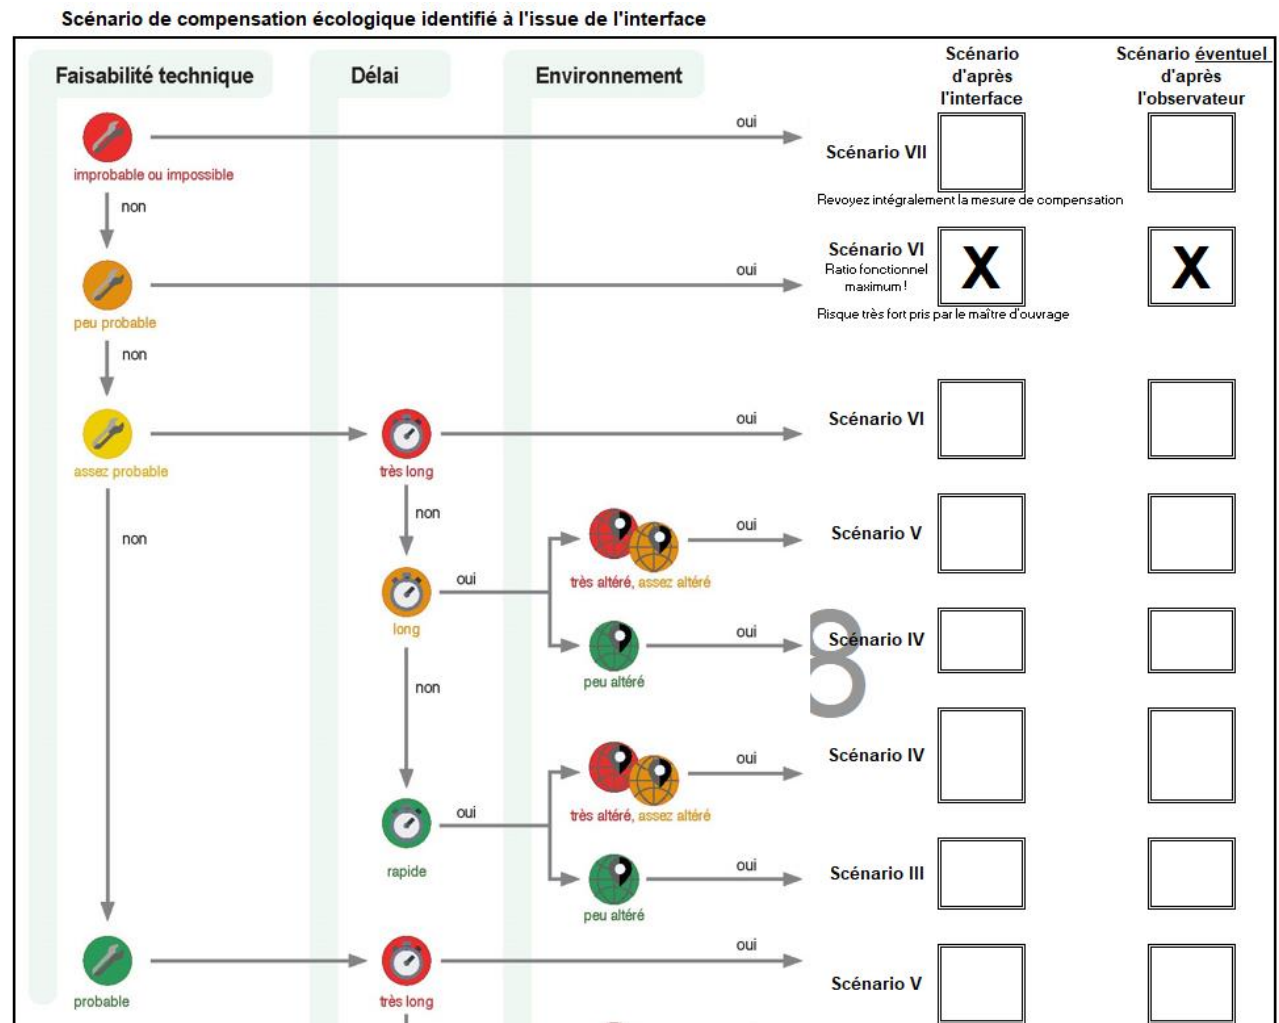 Scénario de compensation écologique identifié à l'issue de l'interface
Faisabilité technique
Délai
Environnement
Scénario
d'après
l'interface
Scénario éventuel
d'après
l'observateur
oui
improbable ou impossible
Scénario VII
Revoyez intégralement la mesure de compensation
non
oui
peu probable
Scénario VI
Ratio fonctionnel
maximum !
X
X
Risque très fort pris par le maître d'ouvrage
non
oui
assez probable
très long
Scénario VI
non
non
oui
très altéré, assez altéré
Scénario V
oui
long
oui
peu altéré
Scénario IV
8
non
oui
très altéré, assez altéré
Scénario IV
oui
rapide
oui
peu altéré
Scénario III
oui
probable
très long
Scénario V